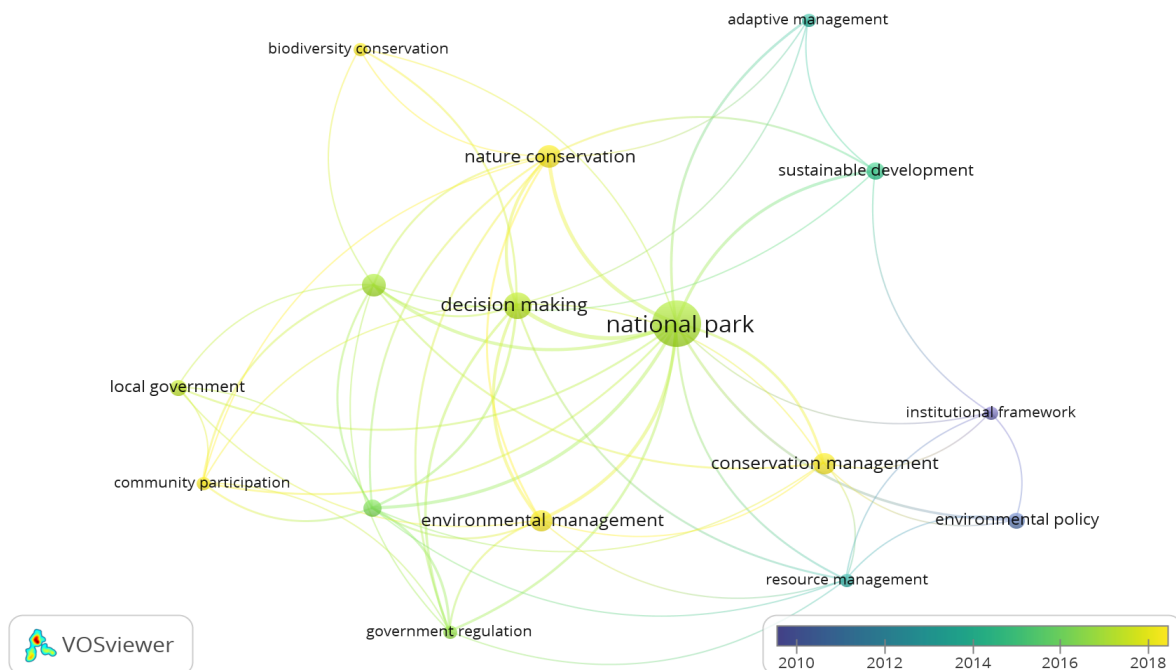 adaptive management
biodiversity conservation
nature conservation
sustainable development
decision making
national park
local government
institutional framework
conservation management
community participation
environmental management
environmental policy
resource management
government regulation
VOSviewer
2010 2012 2014 2016 2018